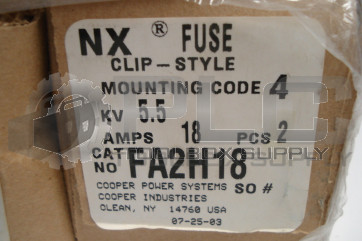 NX ® FUSE
CLIP-STYLE
MOUNTING CODE 4
KV 5.5
AMPS 18 PCS 2
CAT NO FA2H18
COOPER POWER SYSTEMS SO #
COOPER INDUSTRIES
CLEAN, NY 14760 USA
07-25-03